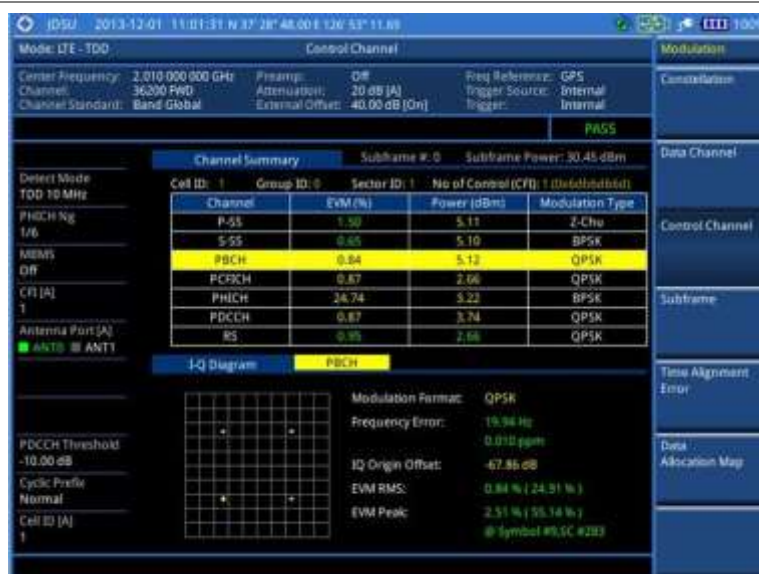 JDSU 2013-12-01 11:01:31 N 37° 28" 48.00 E 126° 53" 11.69 100%
Mode: LTE - TDD Control Channel Modulation
Center Frequency: 2.010 000 000 GHz Preamp: Off Freq Reference: GPS
Channel: 36200 FWD Attenuation: 20 dB [A] Trigger Source: Internal
Channel Standard: Band Global External Offset: 40.00 dB [On] Trigger: Internal
Constellation
PASS
Channel Summary Subframe #: 0 Subframe Power: 30.45 dBm
Data Channel
Detect Mode
TDD 10 MHz
Cell ID: 1 Group ID: 0 Sector ID: 1 No of Control (CFI): 1
Channel EVM (%) Power (dBm) Modulation Type
P-SS 1.50 5.11 Z-Chu
S-SS 0.65 5.10 BPSK
PBCH 0.84 5.12 QPSK
PCFICH 0.87 2.66 QPSK
PHICH 24.74 3.22 BPSK
PDCCH 0.87 3.74 QPSK
RS 0.95 2.66 QPSK
PHICH Ng
1/6
Control Channel
MBMS
Off
CFI [A]
1
Subframe
Antenna Port [A]
ANT0 ANT1
I-Q Diagram PBCH
Time Alignment
Error
Modulation Format: QPSK
Frequency Error: 19.94 Hz
0.010 ppm
IQ Origin Offset: -67.86 dB
EVM RMS: 0.84 % ( 24.91 % )
EVM Peak: 2.51 % ( 55.14 % )
@ Symbol #9,SC #283
PDCCH Threshold
-10.00 dB
Data
Allocation Map
Cyclic Prefix
Normal
Cell ID [A]
1